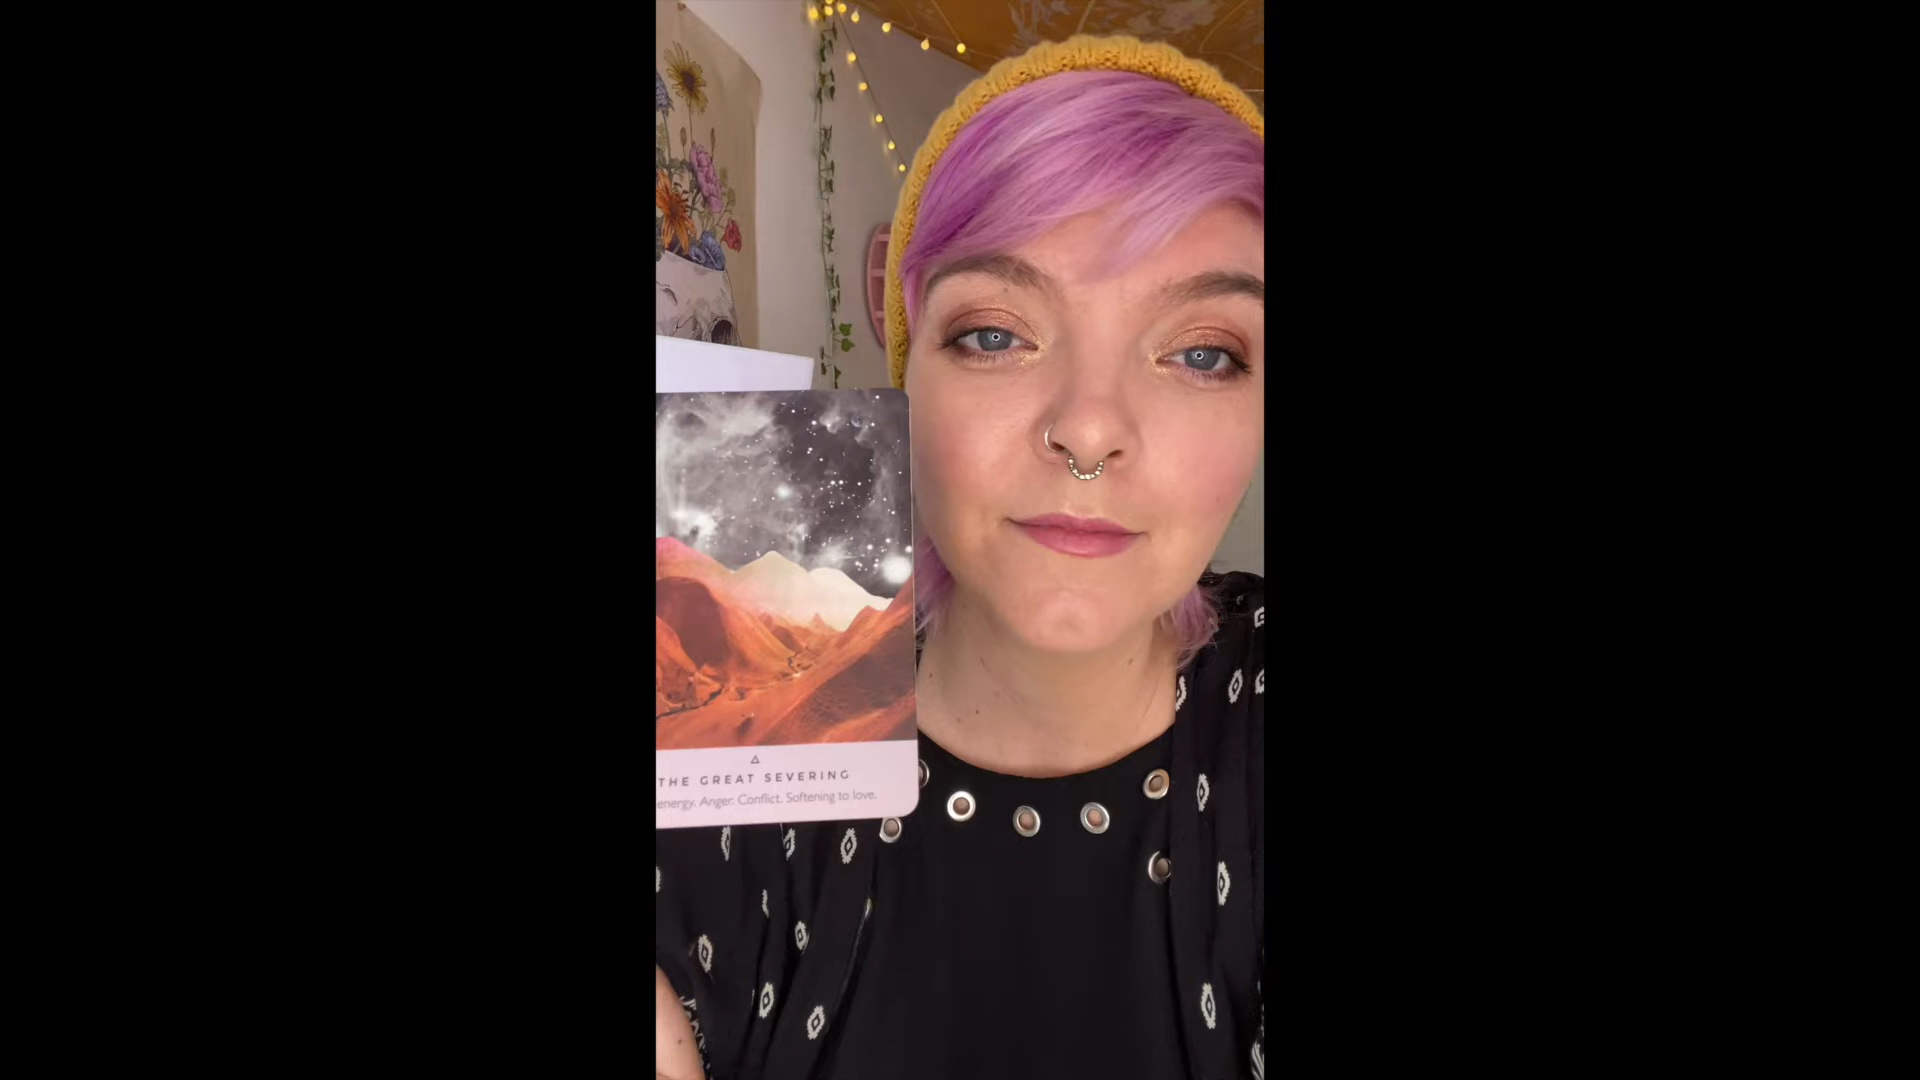 THE GREAT SEVERING
energy. Anger. Conflict. Softening to love.